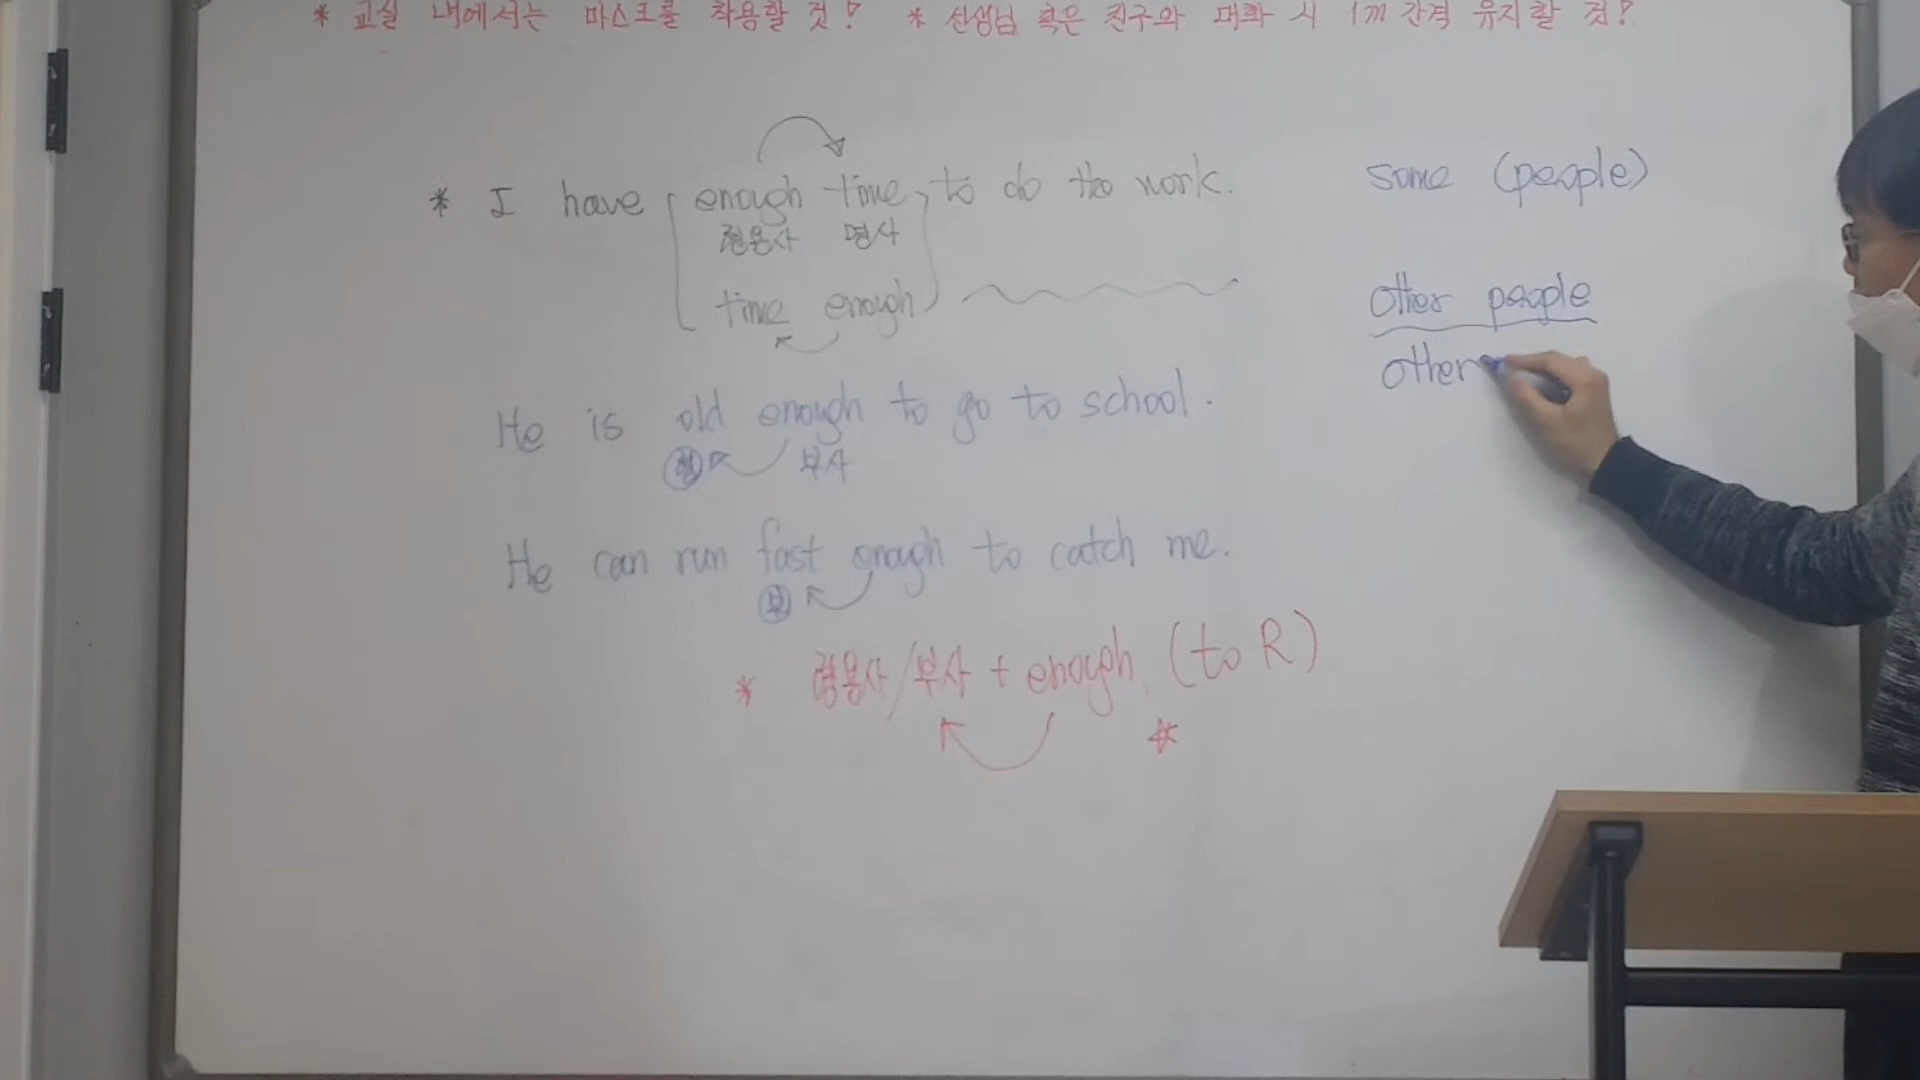 * 교실 내에서는 마스크를 착용할 것! * 선생님 혹은 친구와 대화 시 1m 간격 유지할 것!
* I have enough time to do the work.
형용사 명사
time enough
He is old enough to go to school.
형 부사
He can run fast enough to catch me.
부
* 형용사/부사 + enough (to R)
*
some (people)
other people
other